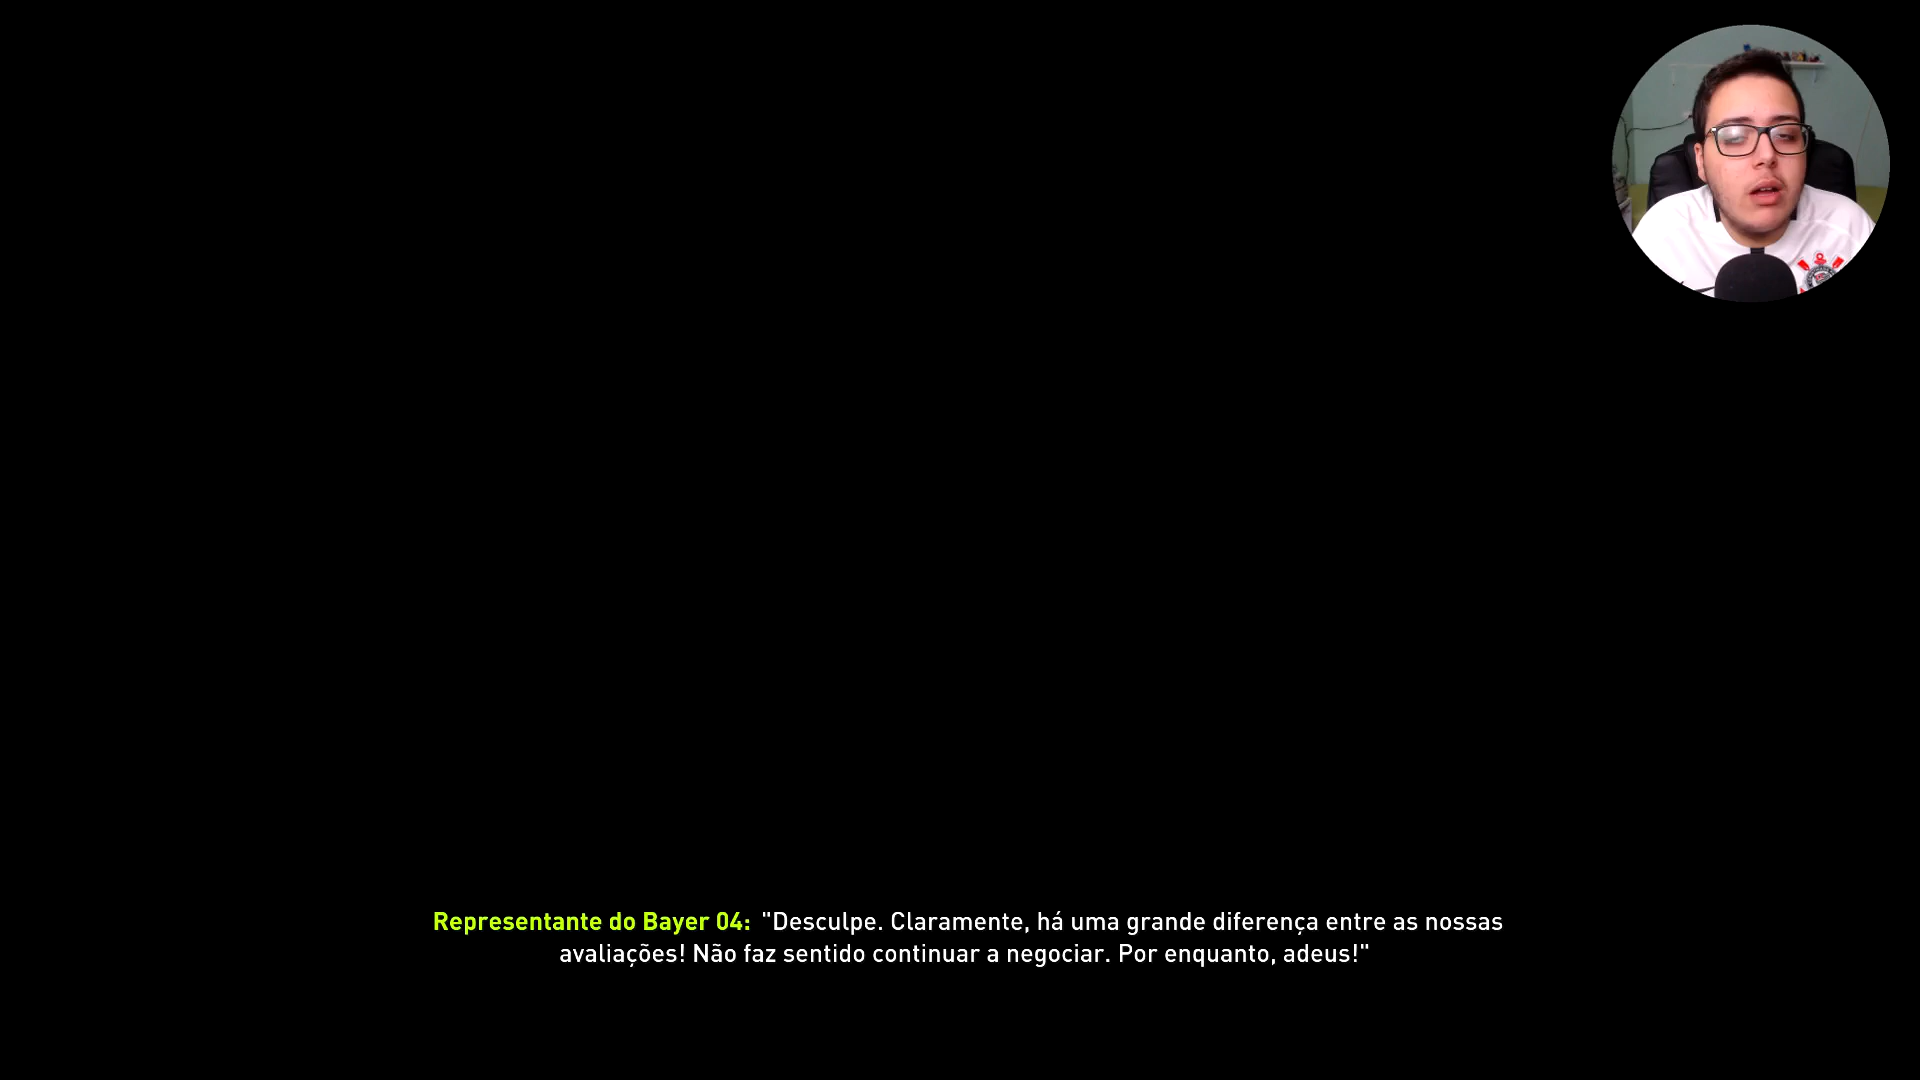 Representante do Bayer 04: "Desculpe. Claramente, há uma grande diferença entre as nossas
avaliações! Não faz sentido continuar a negociar. Por enquanto, adeus!"